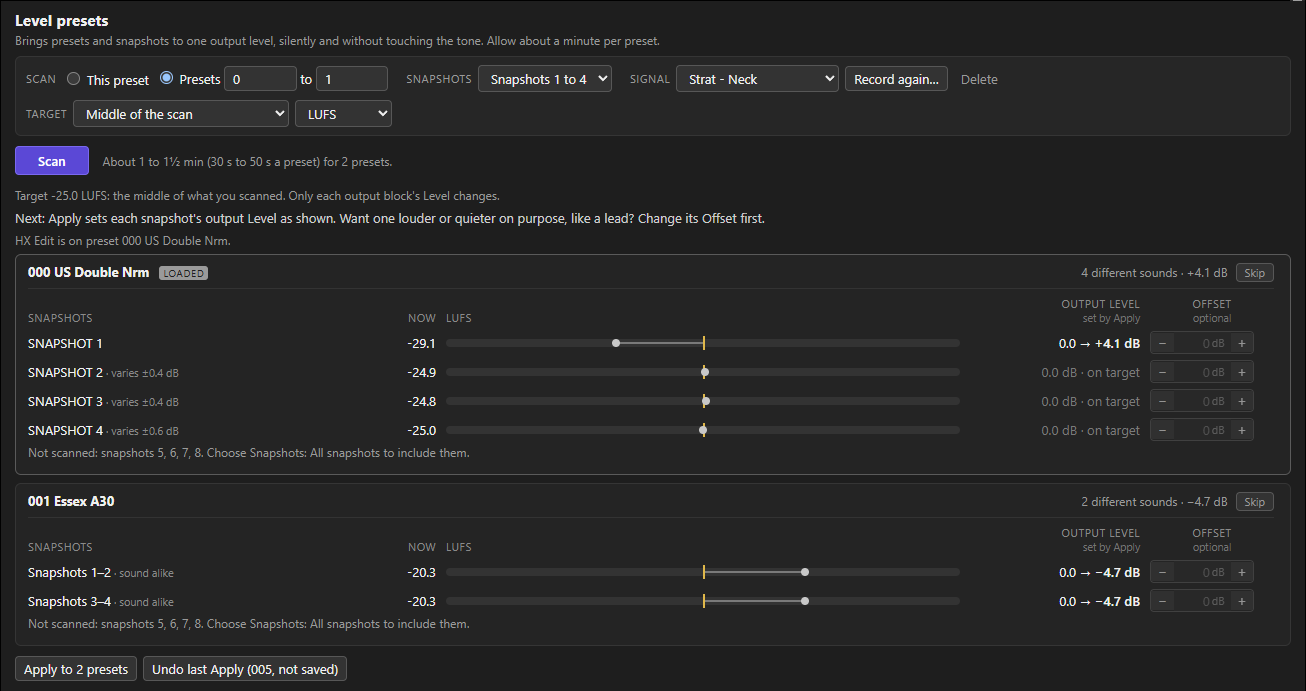 Level presets
Brings presets and snapshots to one output level, silently and without touching the tone. Allow about a minute per preset.
SCAN This preset Presets 0 to 1 SNAPSHOTS Snapshots 1 to 4 SIGNAL Strat - Neck Record again... Delete
TARGET Middle of the scan LUFS
Scan About 1 to 1½ min (30 s to 50 s a preset) for 2 presets.
Target -25.0 LUFS: the middle of what you scanned. Only each output block's Level changes.
Next: Apply sets each snapshot's output Level as shown. Want one louder or quieter on purpose, like a lead? Change its Offset first.
HX Edit is on preset 000 US Double Nrm.
000 US Double Nrm LOADED 4 different sounds · +4.1 dB Skip
OUTPUT LEVEL OFFSET
SNAPSHOTS NOW LUFS set by Apply optional
SNAPSHOT 1 -29.1 0.0 → +4.1 dB − 0 dB +
SNAPSHOT 2 · varies ±0.4 dB -24.9 0.0 dB · on target − 0 dB +
SNAPSHOT 3 · varies ±0.4 dB -24.8 0.0 dB · on target − 0 dB +
SNAPSHOT 4 · varies ±0.6 dB -25.0 0.0 dB · on target − 0 dB +
Not scanned: snapshots 5, 6, 7, 8. Choose Snapshots: All snapshots to include them.
001 Essex A30 2 different sounds · −4.7 dB Skip
OUTPUT LEVEL OFFSET
SNAPSHOTS NOW LUFS set by Apply optional
Snapshots 1–2 · sound alike -20.3 0.0 → −4.7 dB − 0 dB +
Snapshots 3–4 · sound alike -20.3 0.0 → −4.7 dB − 0 dB +
Not scanned: snapshots 5, 6, 7, 8. Choose Snapshots: All snapshots to include them.
Apply to 2 presets Undo last Apply (005, not saved)